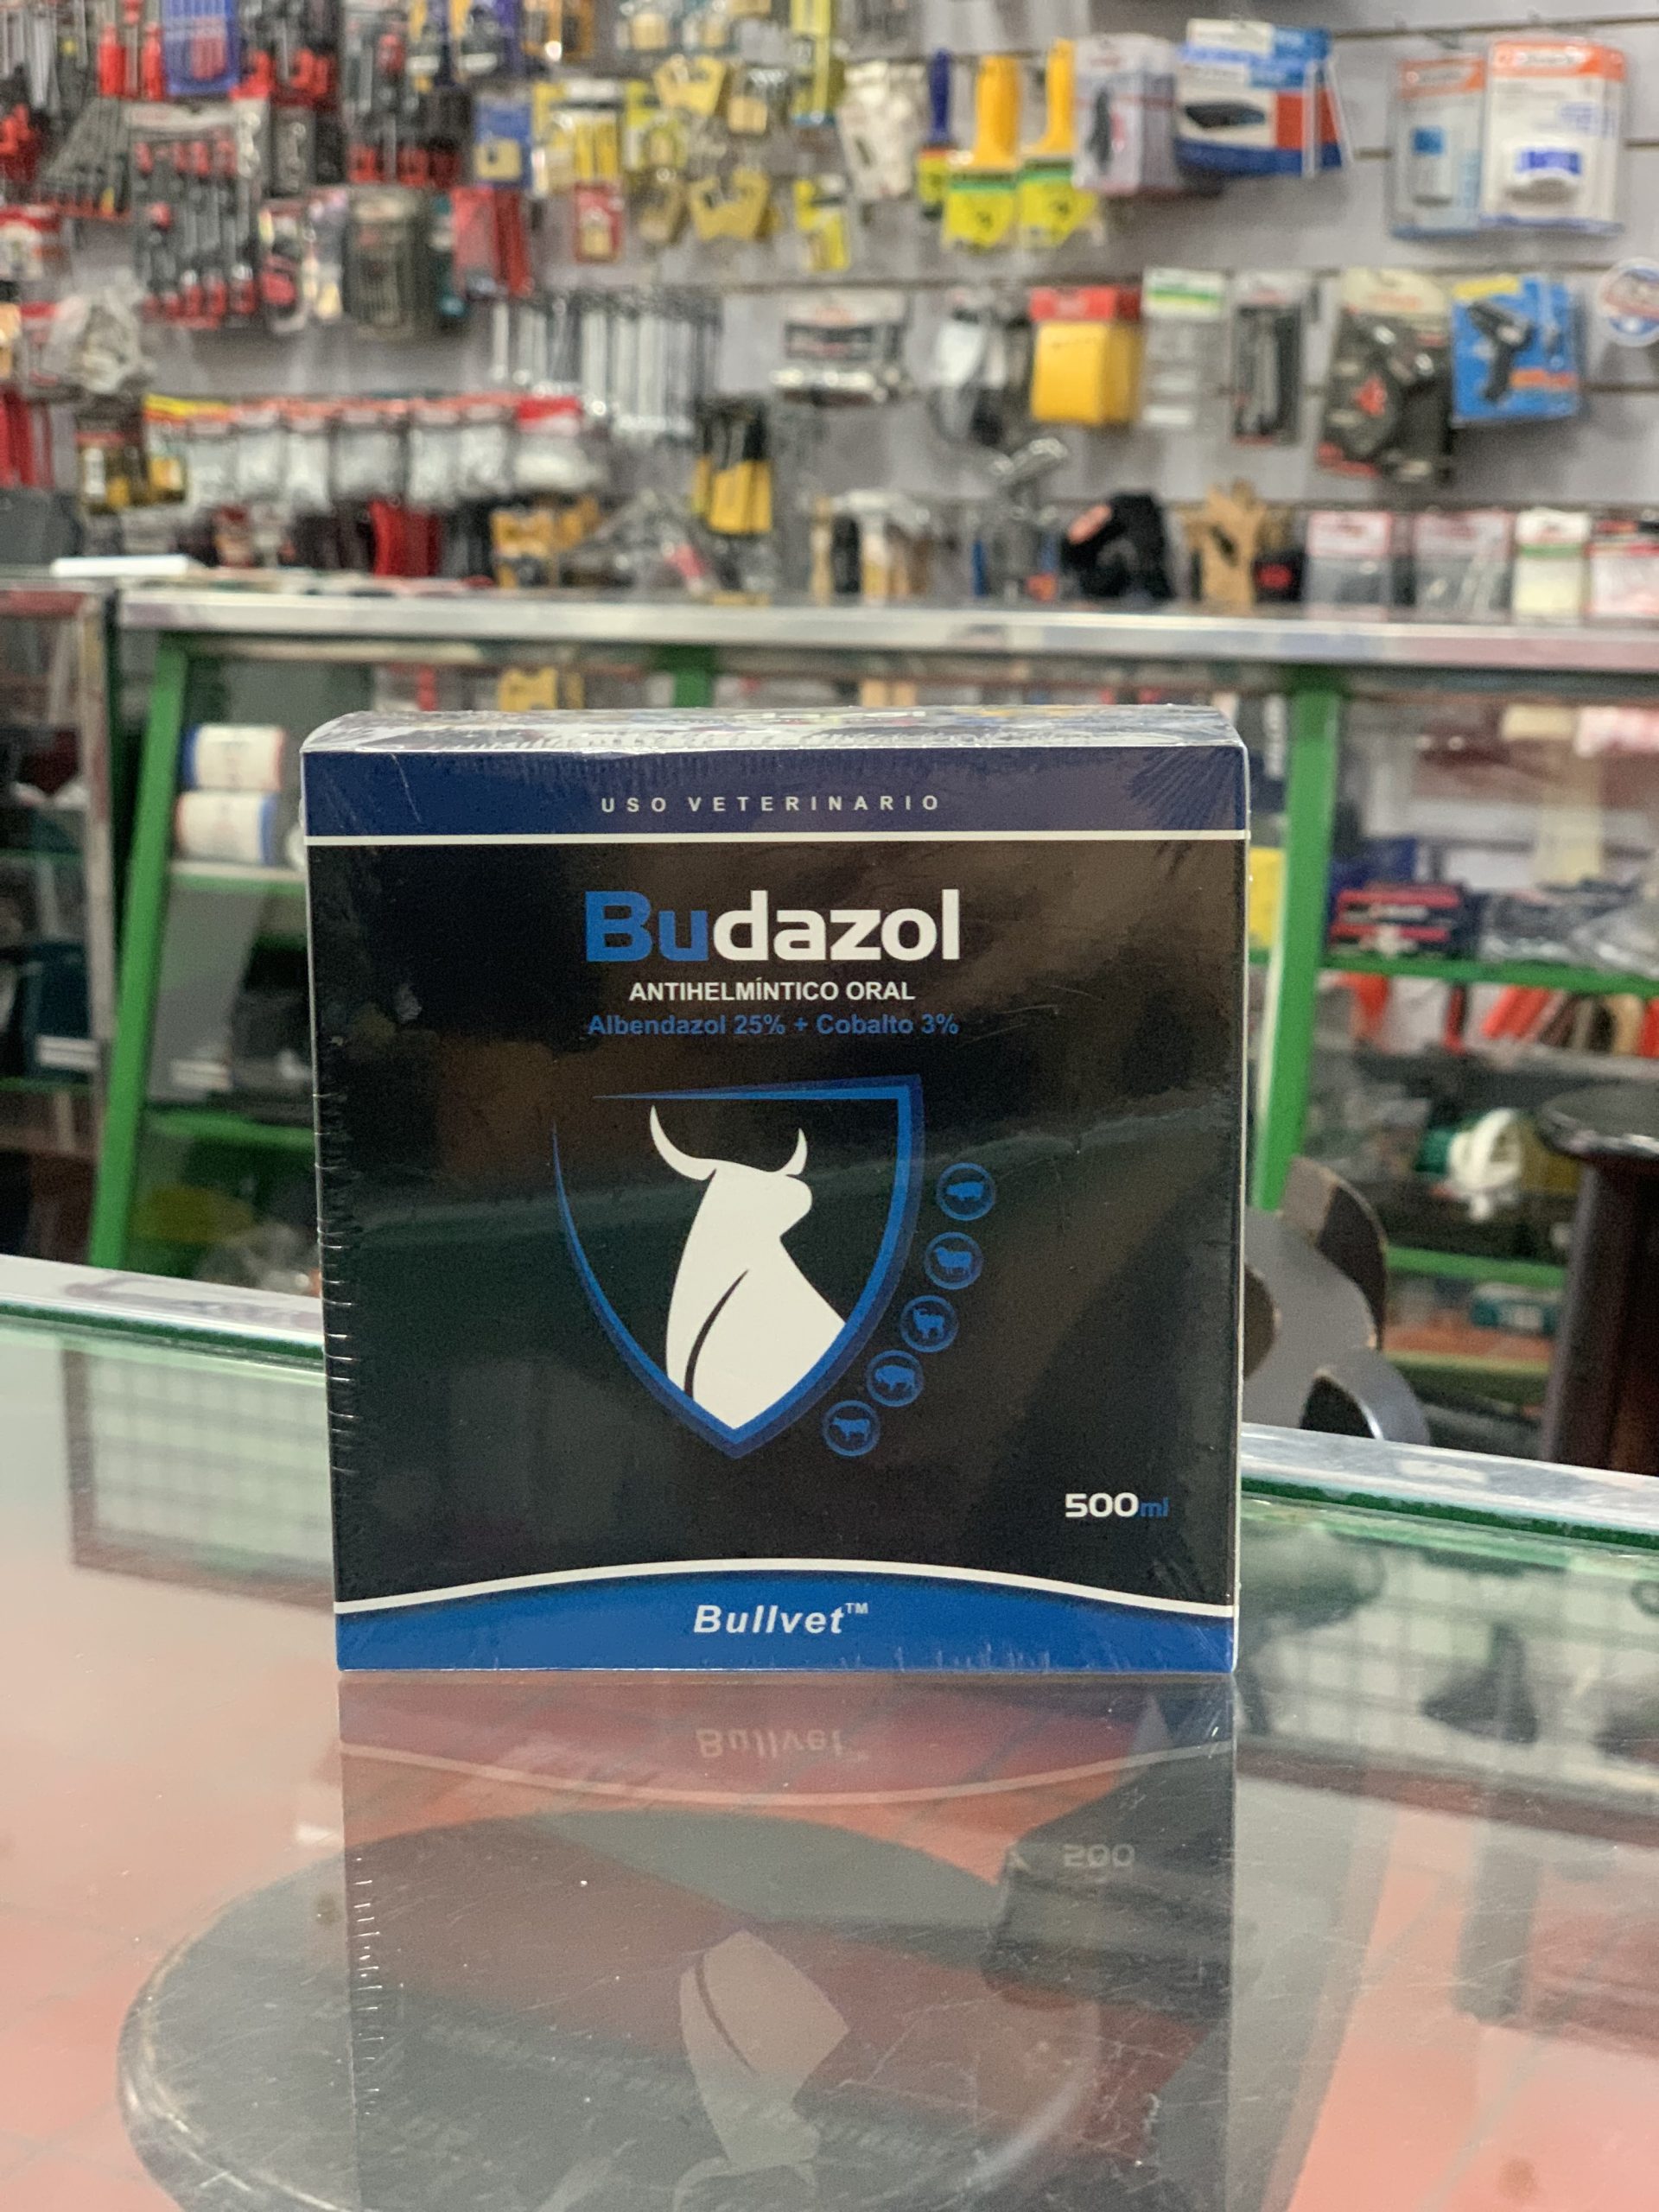 USO VETERINARIO
Budazol
ANTIHELMÍNTICO ORAL
Albendazol 25% + Cobalto 3%
500ml
Bullvet™